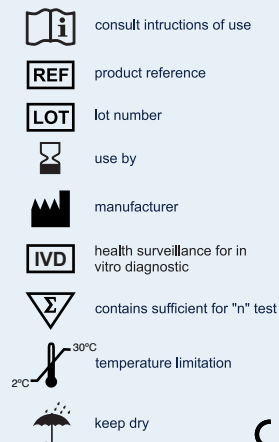 i consult intructions of use
REF product reference
LOT lot number
use by
manufacturer
IVD health surveillance for in
vitro diagnostic
Σ contains sufficient for "n" test
30ºC
temperature limitation
2ºC
keep dry